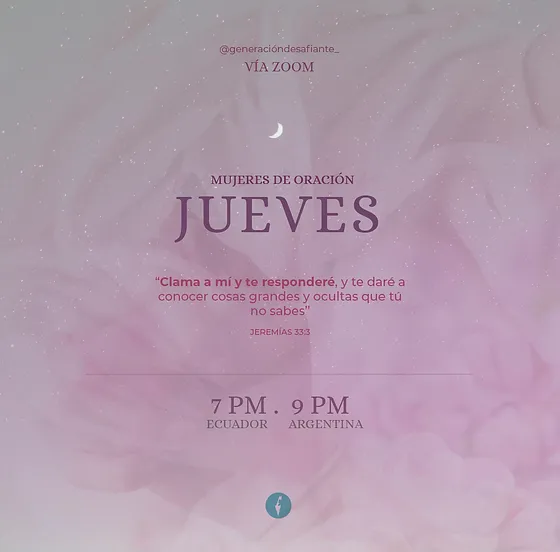 @generacióndesafiante_
VÍA ZOOM
MUJERES DE ORACIÓN
JUEVES
“Clama a mí y te responderé, y te daré a
conocer cosas grandes y ocultas que tú
no sabes”
JEREMÍAS 33:3
7 PM . 9 PM
ECUADOR ARGENTINA